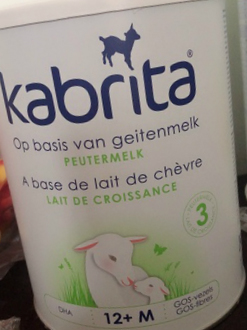 kabrita®
Op basis van geitenmelk
PEUTERMELK
A base de lait de chèvre
LAIT DE CROISSANCE
3
DHA
12+ M
GOS-vezels
GOS-fibres